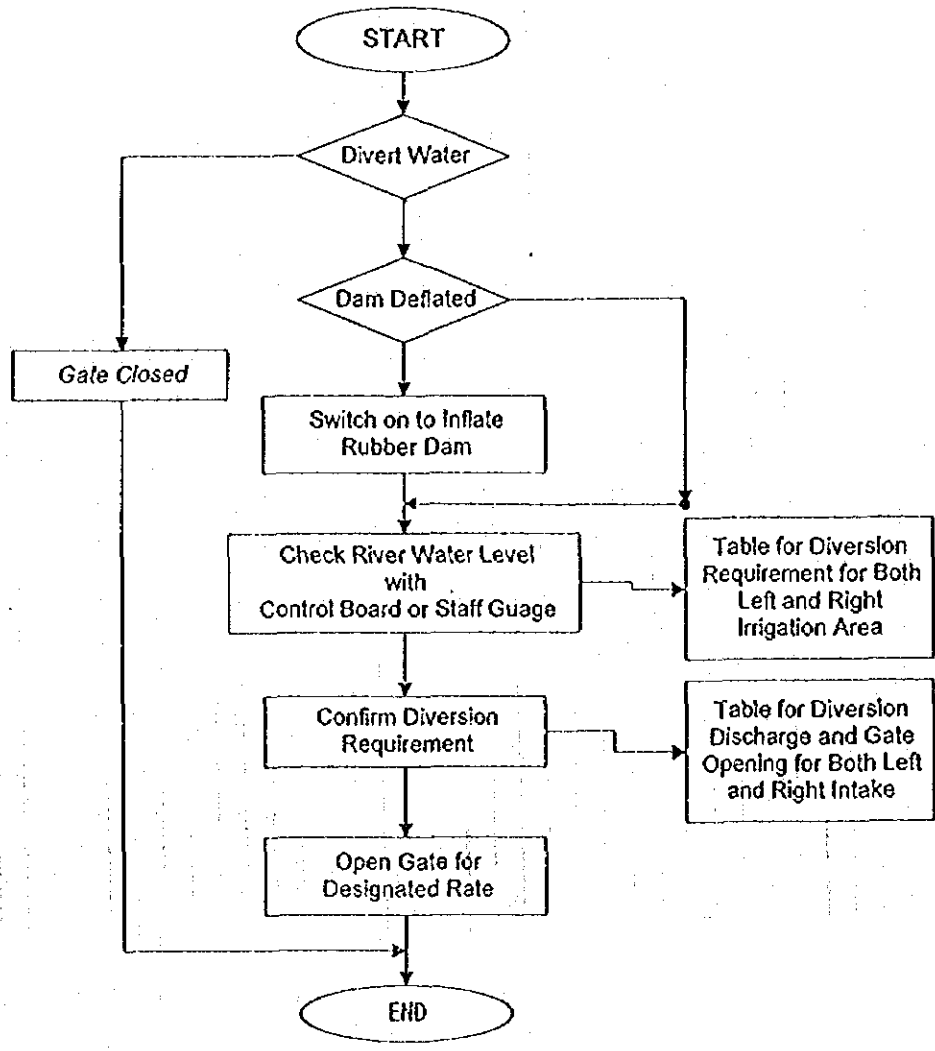 START
Divert Water
Dam Deflated
Gate Closed
Switch on to Inflate
Rubber Dam
Check River Water Level
with
Control Board or Staff Guage
Table for Diversion
Requirement for Both
Left and Right
Irrigation Area
Confirm Diversion
Requirement
Table for Diversion
Discharge and Gate
Opening for Both Left
and Right Intake
Open Gate for
Designated Rate
END